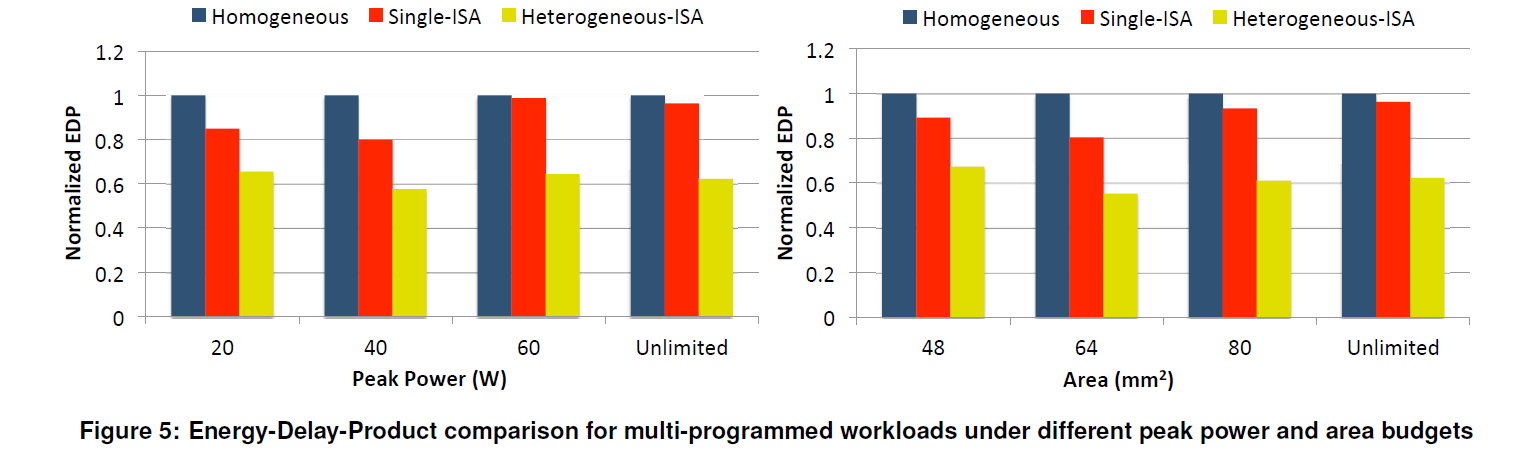 Homogeneous Single-ISA Heterogeneous-ISA
1.2
1
0.8
0.6
0.4
0.2
0
Normalized EDP
20 40 60 Unlimited
Peak Power (W)
Homogeneous Single-ISA Heterogeneous-ISA
1.2
1
0.8
0.6
0.4
0.2
0
Normalized EDP
48 64 80 Unlimited
Area (mm²)
Figure 5: Energy-Delay-Product comparison for multi-programmed workloads under different peak power and area budgets